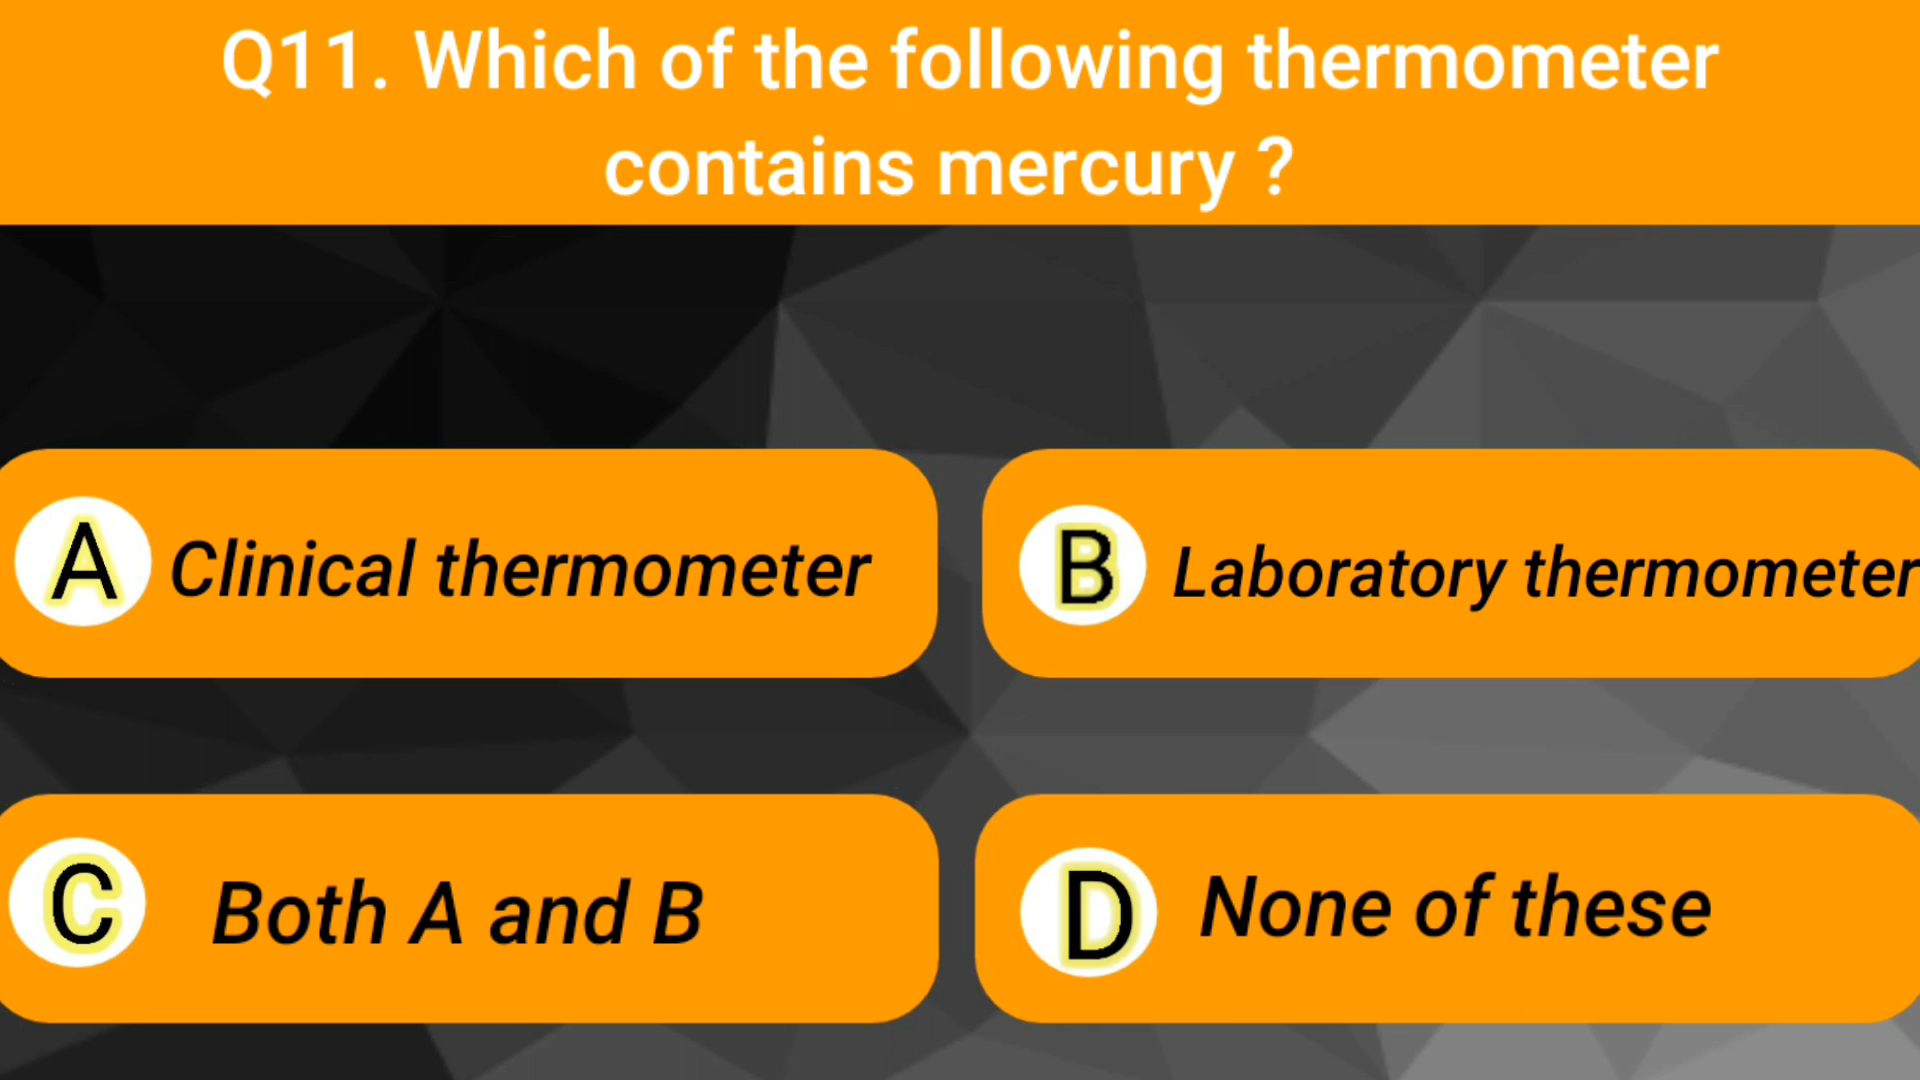 Q11. Which of the following thermometer
contains mercury ?
A Clinical thermometer
B Laboratory thermometer
C Both A and B
D None of these